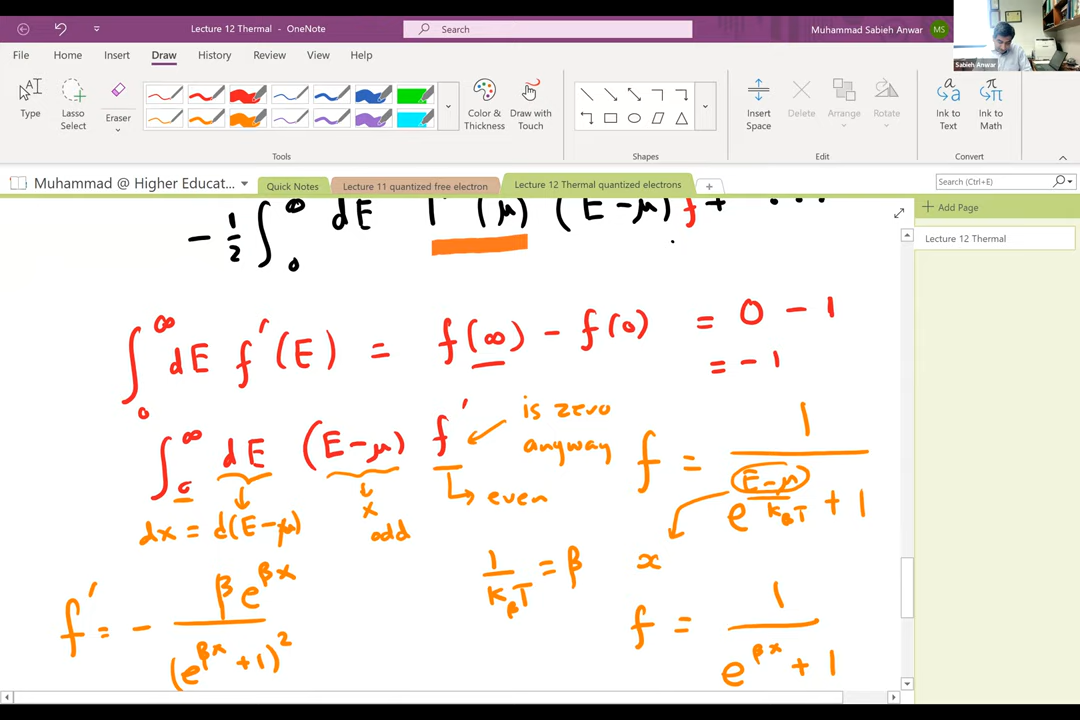 Lecture 12 Thermal - OneNote
Search
Muhammad Sabieh Anwar
MS
Sabieh Anwar
File Home Insert Draw History Review View Help
Type
Lasso Select
Eraser
Color & Thickness
Draw with Touch
Insert Space
Delete
Arrange
Rotate
Ink to Text
Ink to Math
Tools
Shapes
Edit
Convert
Muhammad @ Higher Educat...
Quick Notes
Lecture 11 quantized free electron
Lecture 12 Thermal quantized electrons
Search (Ctrl+E)
Add Page
Lecture 12 Thermal
- 1/2 ∫₀^∞ dE (μ) (E-μ) f + ...
∫₀^∞ dE f'(E) = f(∞) - f(0) = 0 - 1
= -1
∫₀^∞ dE (E-μ) f'
is zero
anyway
f = 1 / (e^((E-μ)/k_BT) + 1)
even
dx = d(E-μ)
x
odd
1/k_BT = β
x
f' = - βe^(βx) / (e^(βx) + 1)²
f = 1 / (e^(βx) + 1)